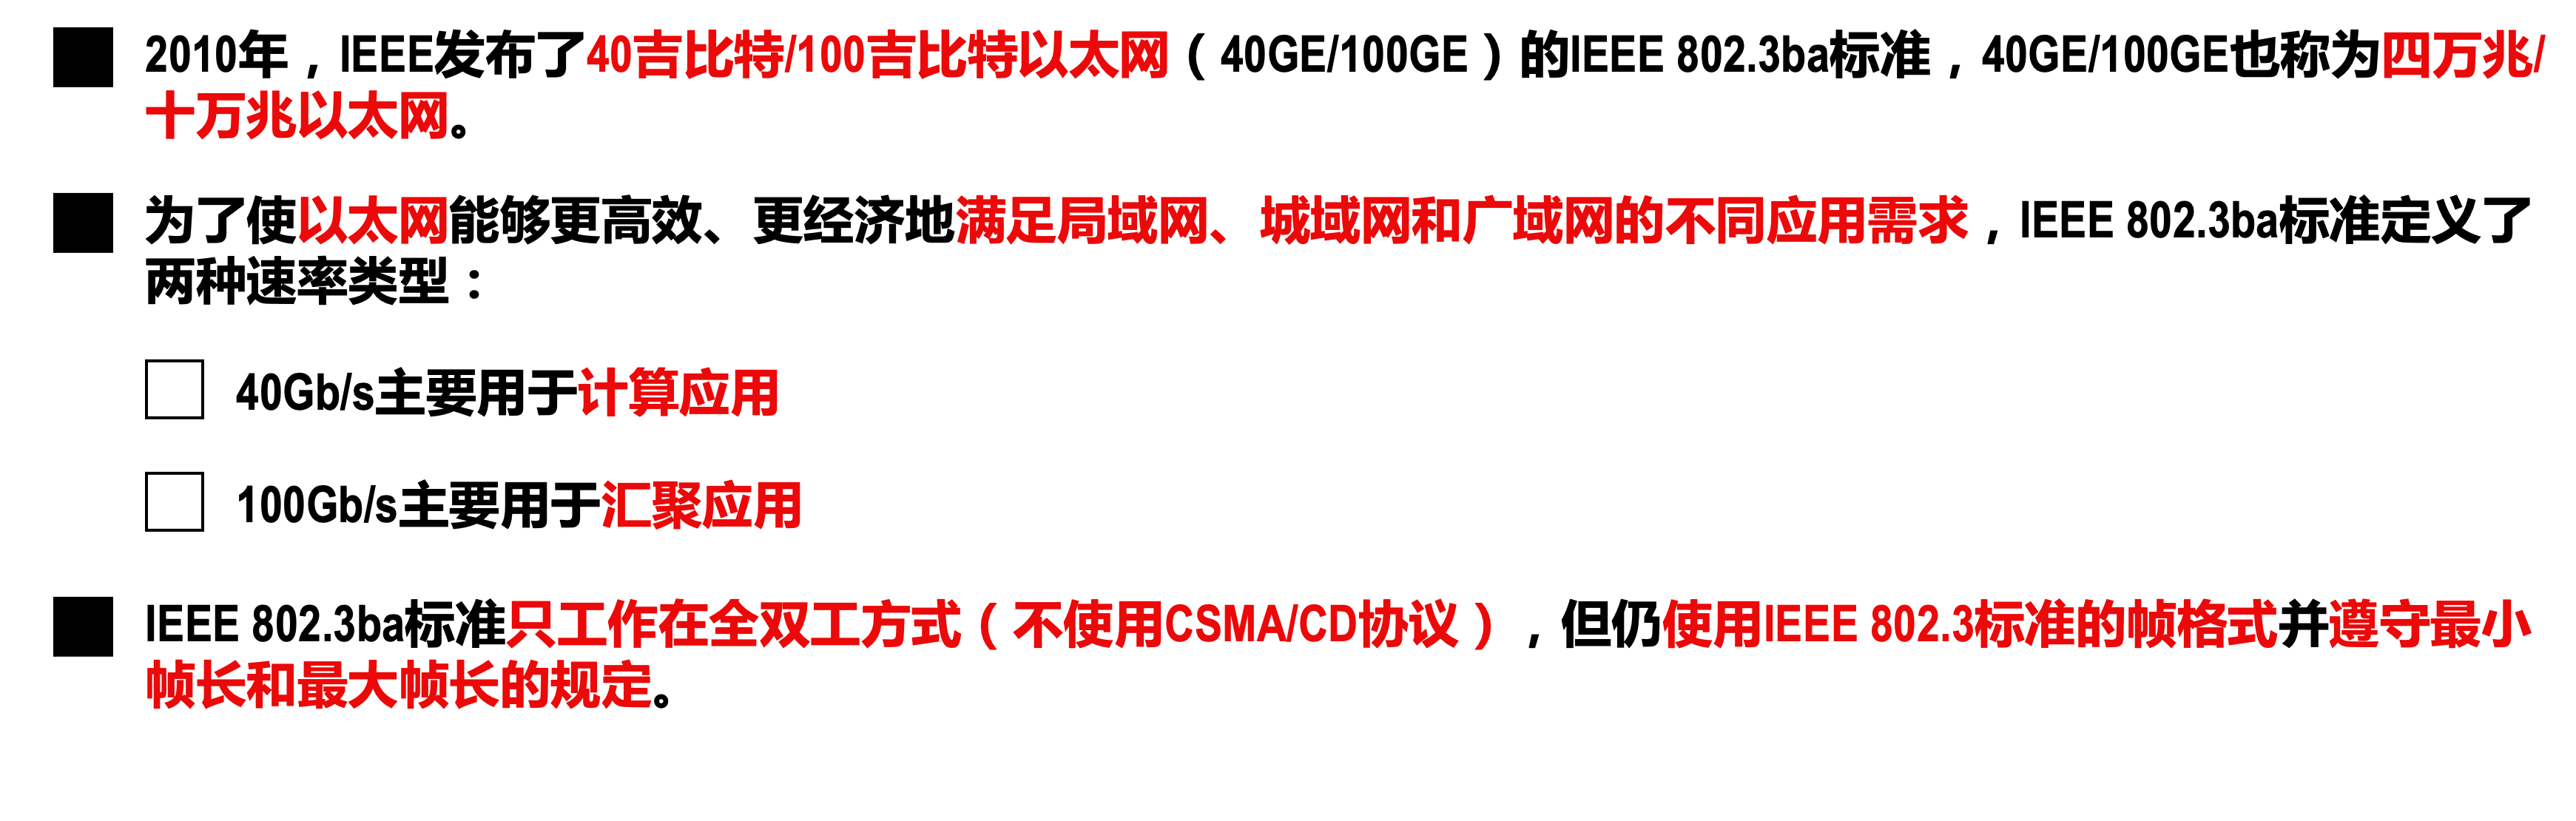 2010年，IEEE发布了40吉比特/100吉比特以太网（40GE/100GE）的IEEE 802.3ba标准，40GE/100GE也称为四万兆/
十万兆以太网。
为了使以太网能够更高效、更经济地满足局域网、城域网和广域网的不同应用需求，IEEE 802.3ba标准定义了
两种速率类型：
40Gb/s主要用于计算应用
100Gb/s主要用于汇聚应用
IEEE 802.3ba标准只工作在全双工方式（不使用CSMA/CD协议），但仍使用IEEE 802.3标准的帧格式并遵守最小
帧长和最大帧长的规定。